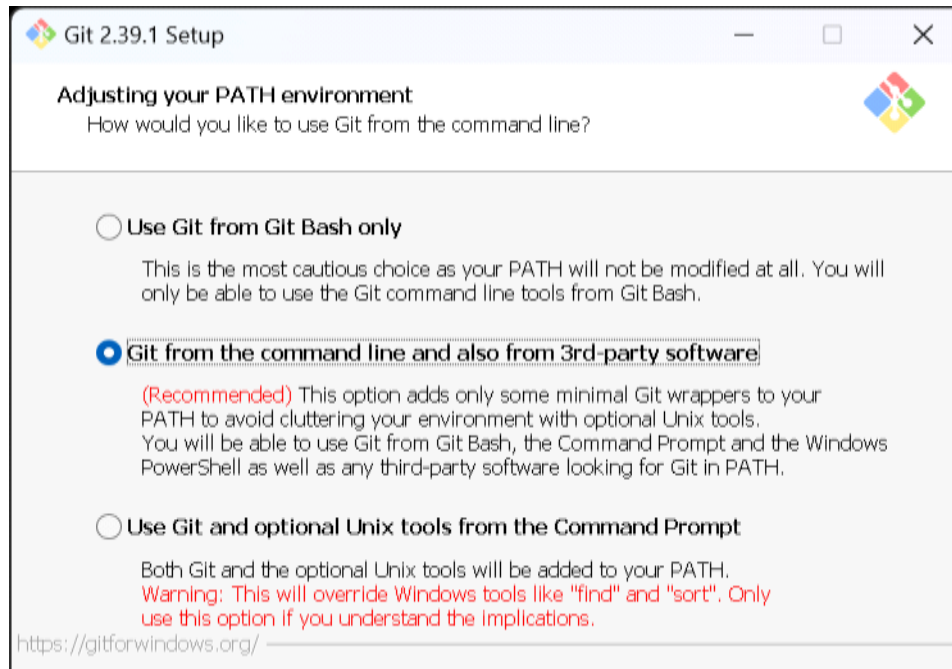 Git 2.39.1 Setup
Adjusting your PATH environment
How would you like to use Git from the command line?
Use Git from Git Bash only
This is the most cautious choice as your PATH will not be modified at all. You will
only be able to use the Git command line tools from Git Bash.
Git from the command line and also from 3rd-party software
(Recommended) This option adds only some minimal Git wrappers to your
PATH to avoid cluttering your environment with optional Unix tools.
You will be able to use Git from Git Bash, the Command Prompt and the Windows
PowerShell as well as any third-party software looking for Git in PATH.
Use Git and optional Unix tools from the Command Prompt
Both Git and the optional Unix tools will be added to your PATH.
Warning: This will override Windows tools like "find" and "sort". Only
use this option if you understand the implications.
https://gitforwindows.org/